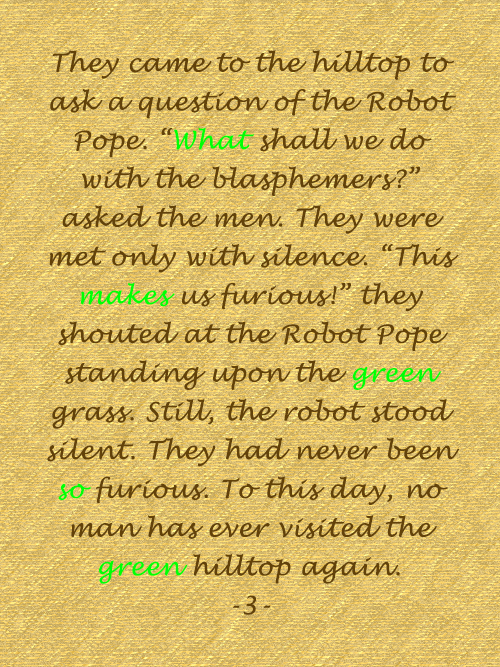 They came to the hilltop to
ask a question of the Robot
Pope. “What shall we do
with the blasphemers?”
asked the men. They were
met only with silence. “This
makes us furious!” they
shouted at the Robot Pope
standing upon the green
grass. Still, the robot stood
silent. They had never been
so furious. To this day, no
man has ever visited the
green hilltop again.
-3-